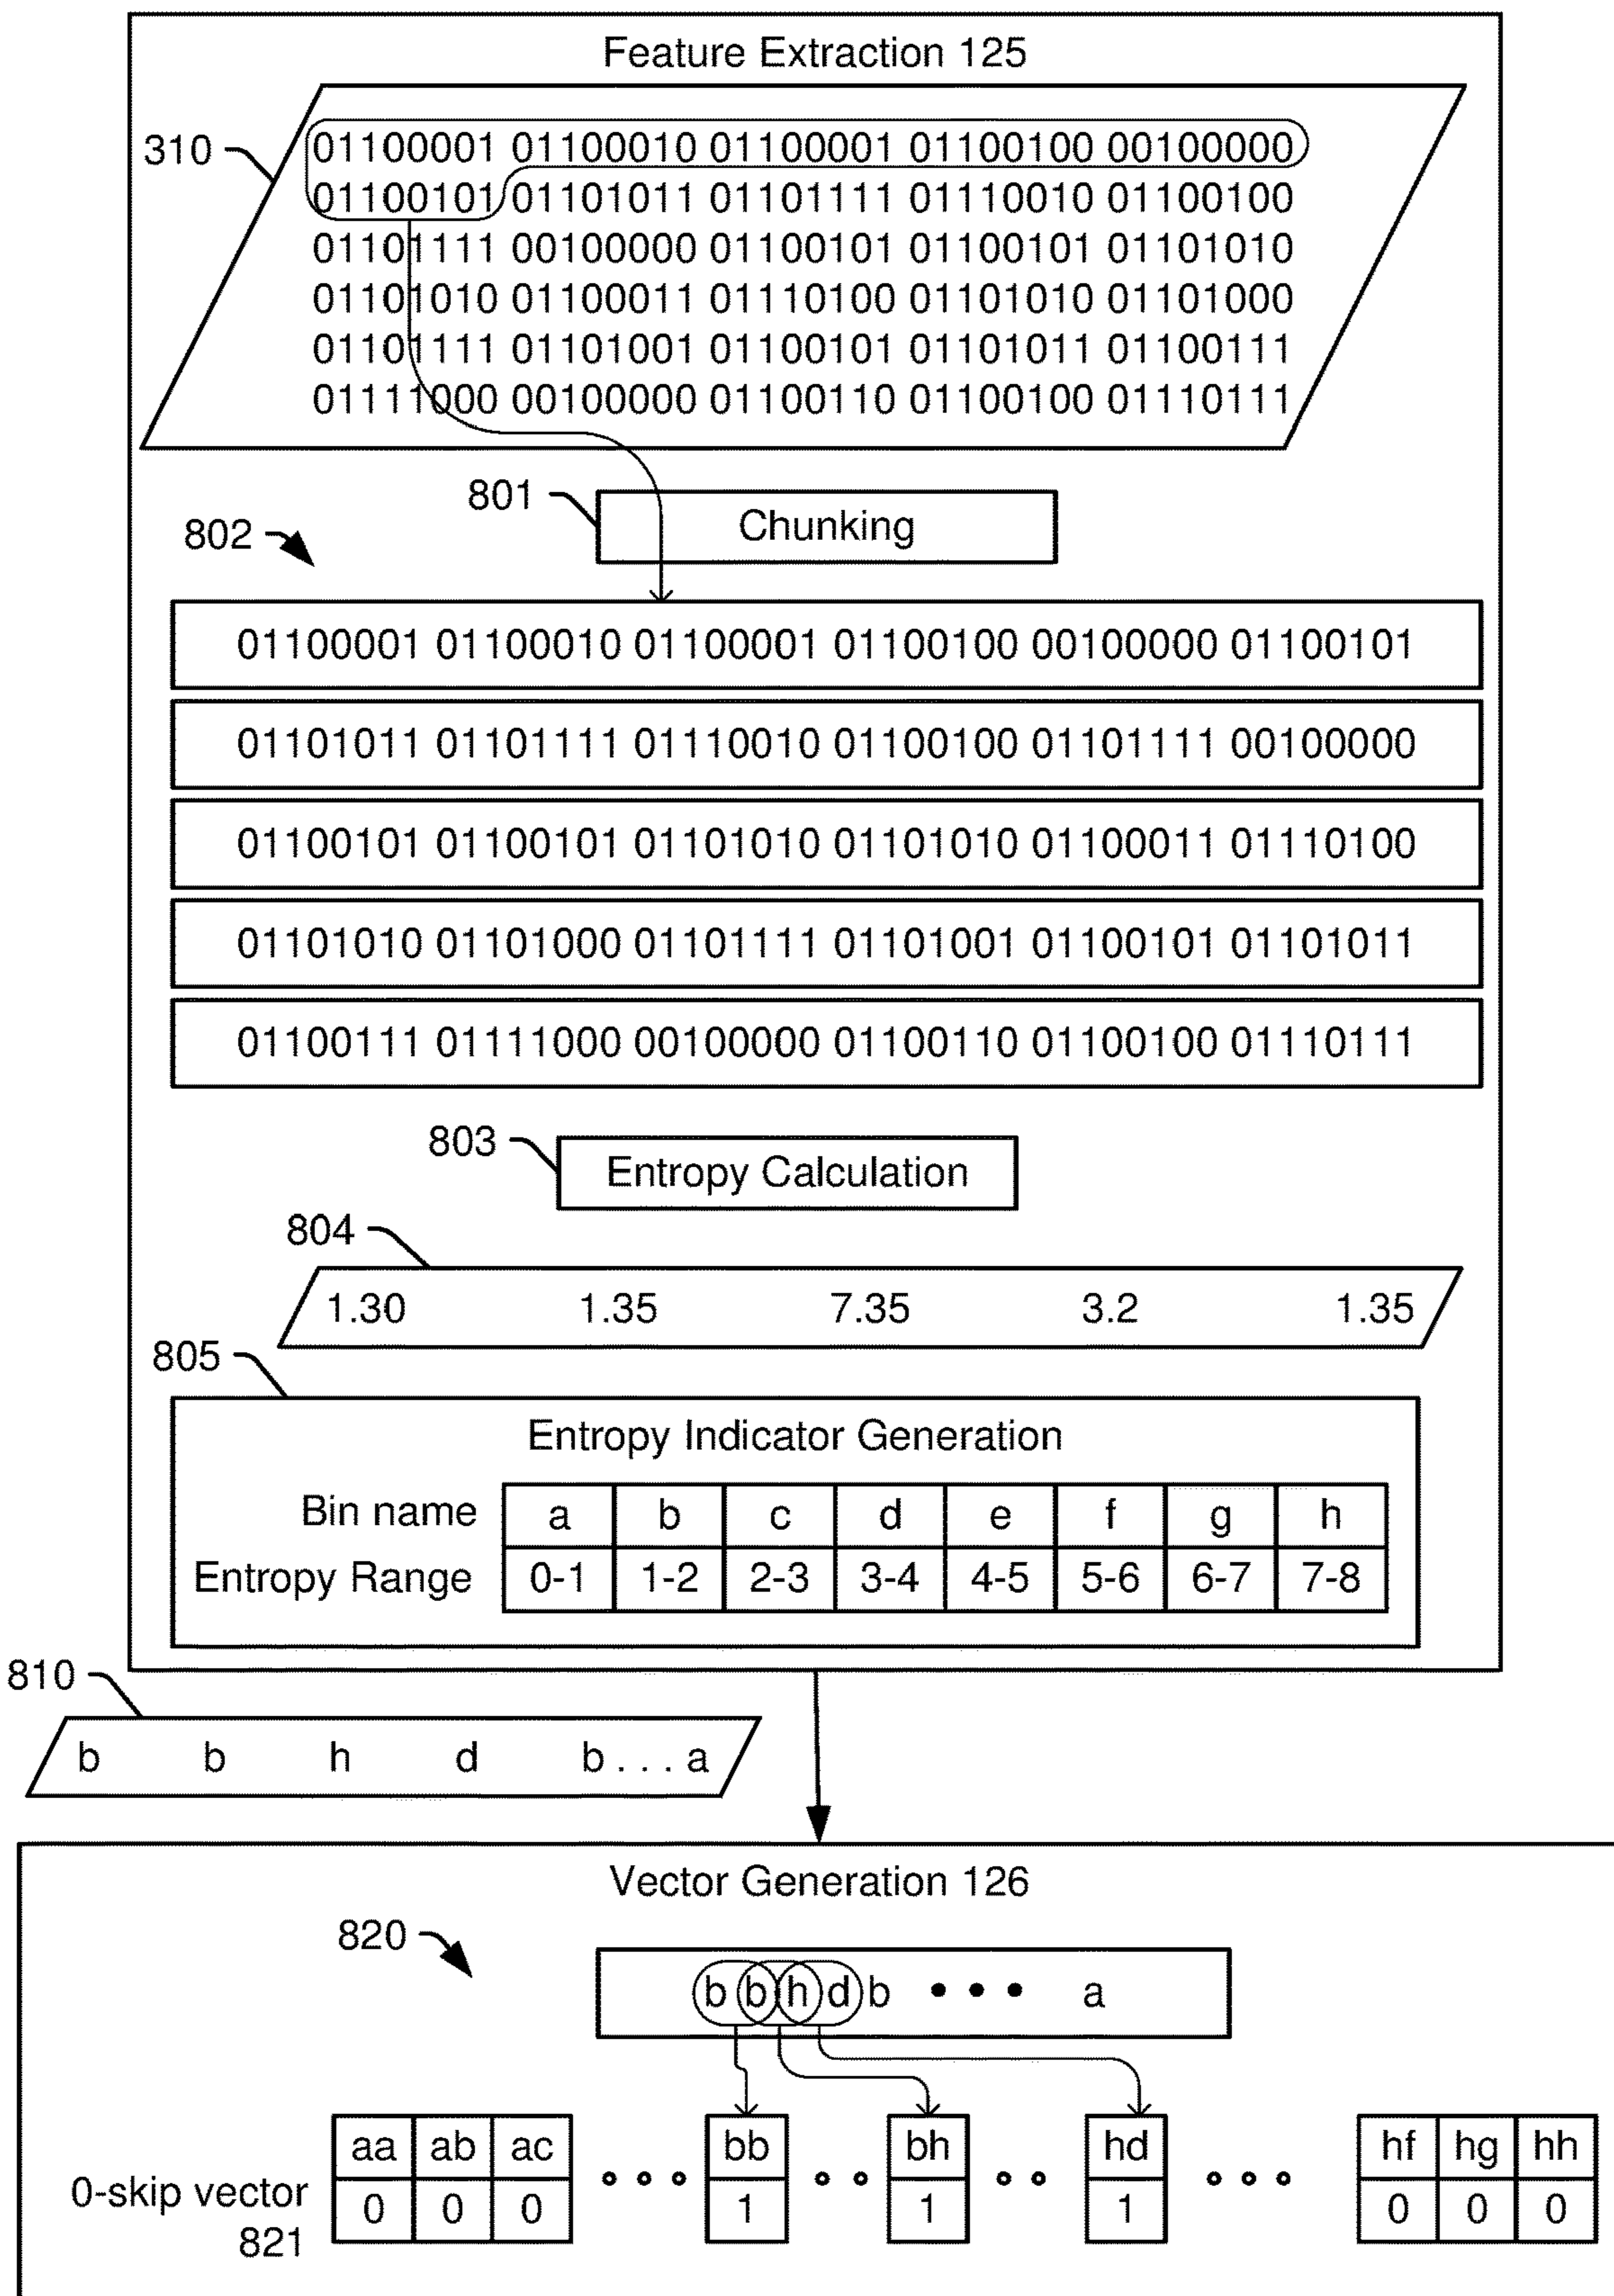 Feature Extraction 125
310
01100001 01100010 01100001 01100100 00100000
01100101 01101011 01101111 01110010 01100100
01101111 00100000 01100101 01100101 01101010
01101010 01100011 01110100 01101010 01101000
01101111 01101001 01100101 01101011 01100111
01111000 00100000 01100110 01100100 01110111
801
Chunking
802
01100001 01100010 01100001 01100100 00100000 01100101
01101011 01101111 01110010 01100100 01101111 00100000
01100101 01100101 01101010 01101010 01100011 01110100
01101010 01101000 01101111 01101001 01100101 01101011
01100111 01111000 00100000 01100110 01100100 01110111
803
Entropy Calculation
804
1.30 1.35 7.35 3.2 1.35
805
Entropy Indicator Generation
Bin name a b c d e f g h
Entropy Range 0-1 1-2 2-3 3-4 4-5 5-6 6-7 7-8
810
b b h d b . . . a
Vector Generation 126
820
b b h d b • • • a
aa ab ac bb bh hd hf hg hh
0-skip vector 0 0 0 1 1 1 0 0 0
821